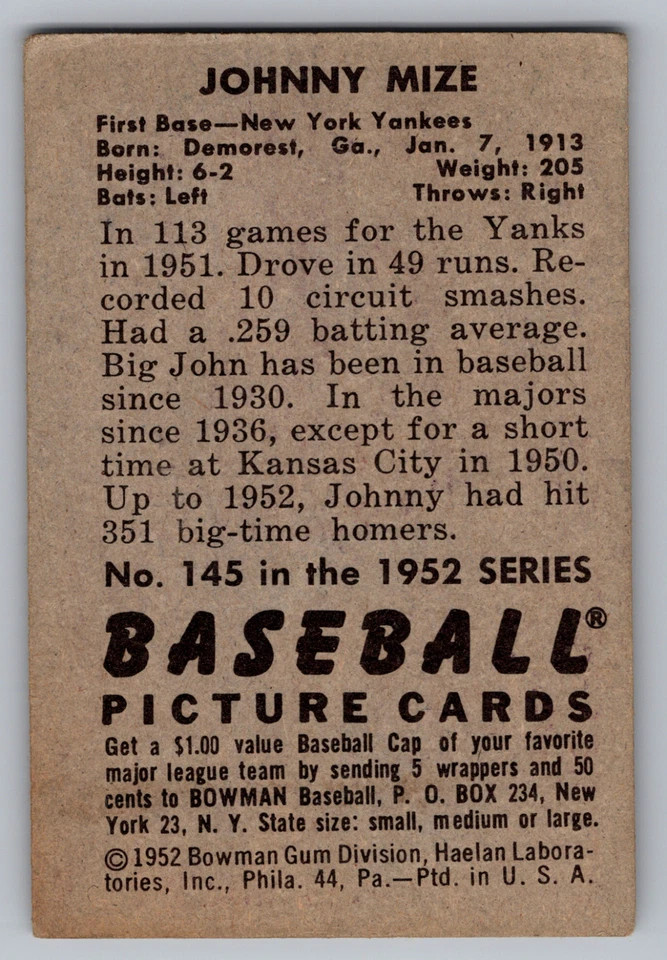 JOHNNY MIZE
First Base—New York Yankees
Born: Demorest, Ga., Jan. 7, 1913
Height: 6-2 Weight: 205
Bats: Left Throws: Right
In 113 games for the Yanks
in 1951. Drove in 49 runs. Re-
corded 10 circuit smashes.
Had a .259 batting average.
Big John has been in baseball
since 1930. In the majors
since 1936, except for a short
time at Kansas City in 1950.
Up to 1952, Johnny had hit
351 big-time homers.
No. 145 in the 1952 SERIES
BASEBALL®
PICTURE CARDS
Get a $1.00 value Baseball Cap of your favorite
major league team by sending 5 wrappers and 50
cents to BOWMAN Baseball, P. O. BOX 234, New
York 23, N. Y. State size: small, medium or large.
©1952 Bowman Gum Division, Haelan Labora-
tories, Inc., Phila. 44, Pa.—Ptd. in U. S. A.